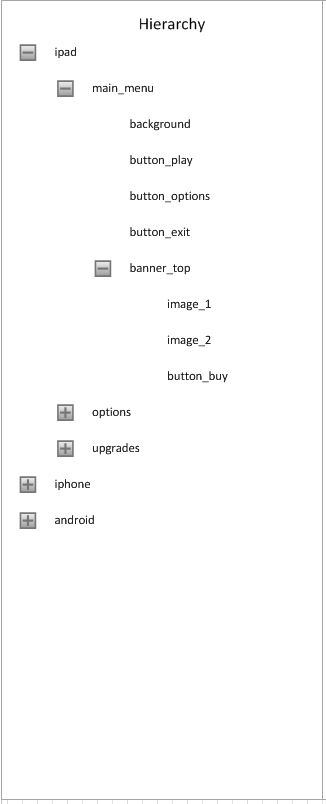 Hierarchy
ipad
main_menu
background
button_play
button_options
button_exit
banner_top
image_1
image_2
button_buy
options
upgrades
iphone
android